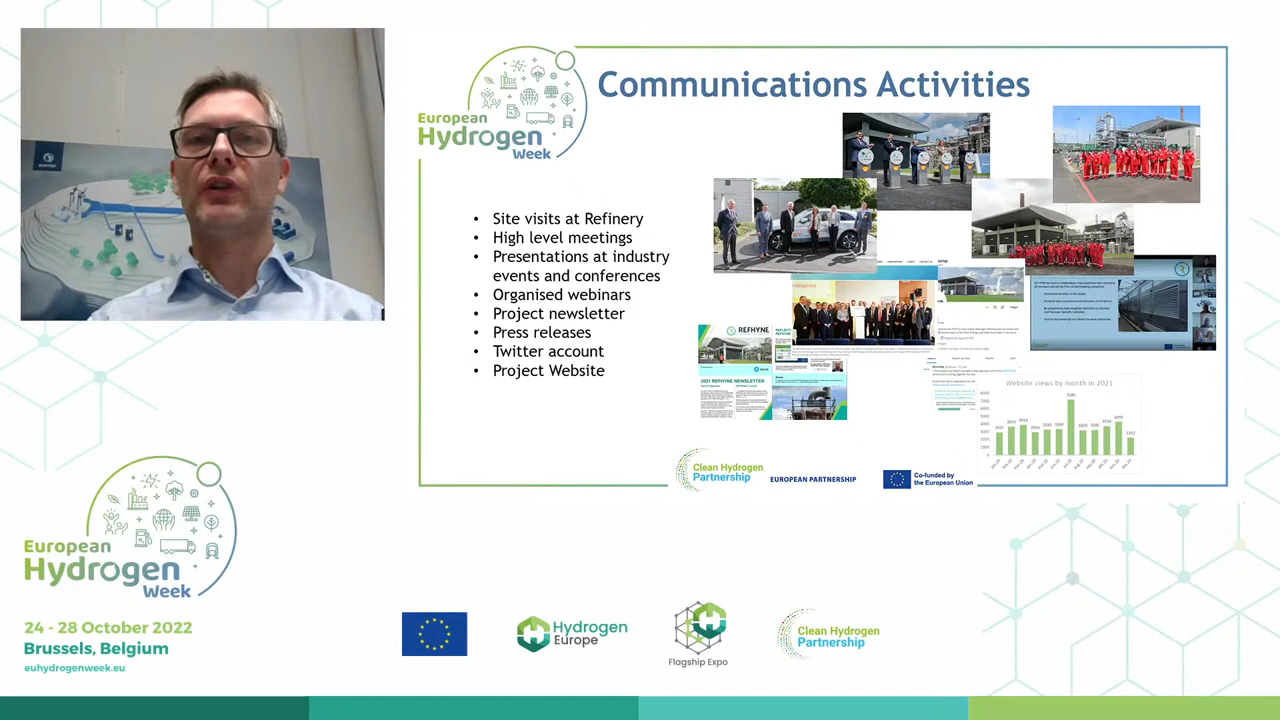 Communications Activities
European
Hydrogen
Week
• Site visits at Refinery
• High level meetings
• Presentations at industry
events and conferences
• Organised webinars
• Project newsletter
• Press releases
• Twitter account
• Project Website
REFHYNE
2021 REFHYNE NEWSLETTER
Website views by month in 2021
Clean Hydrogen
Partnership
EUROPEAN PARTNERSHIP
Co-funded by
the European Union
European
Hydrogen
Week
24 - 28 October 2022
Brussels, Belgium
euhydrogenweek.eu
Hydrogen
Europe
Flagship Expo
Clean Hydrogen
Partnership